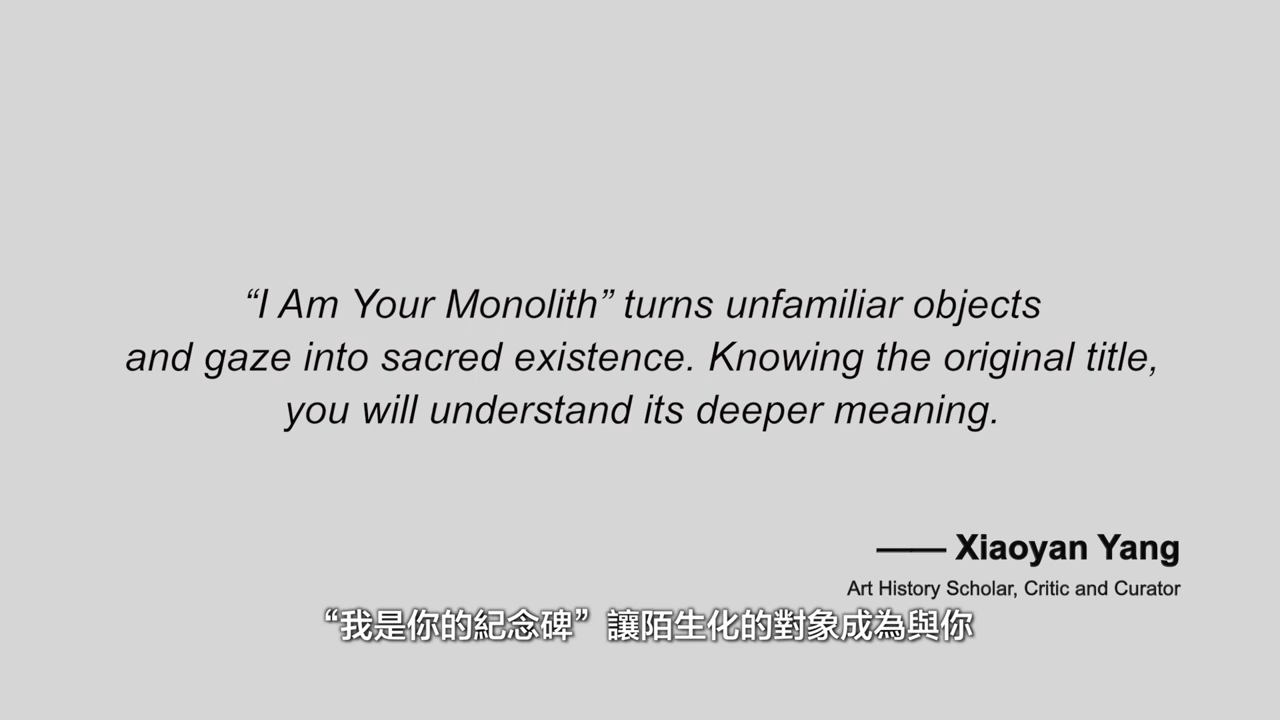 “I Am Your Monolith” turns unfamiliar objects
and gaze into sacred existence. Knowing the original title,
you will understand its deeper meaning.
—— Xiaoyan Yang
Art History Scholar, Critic and Curator
“我是你的紀念碑”讓陌生化的對象成為與你